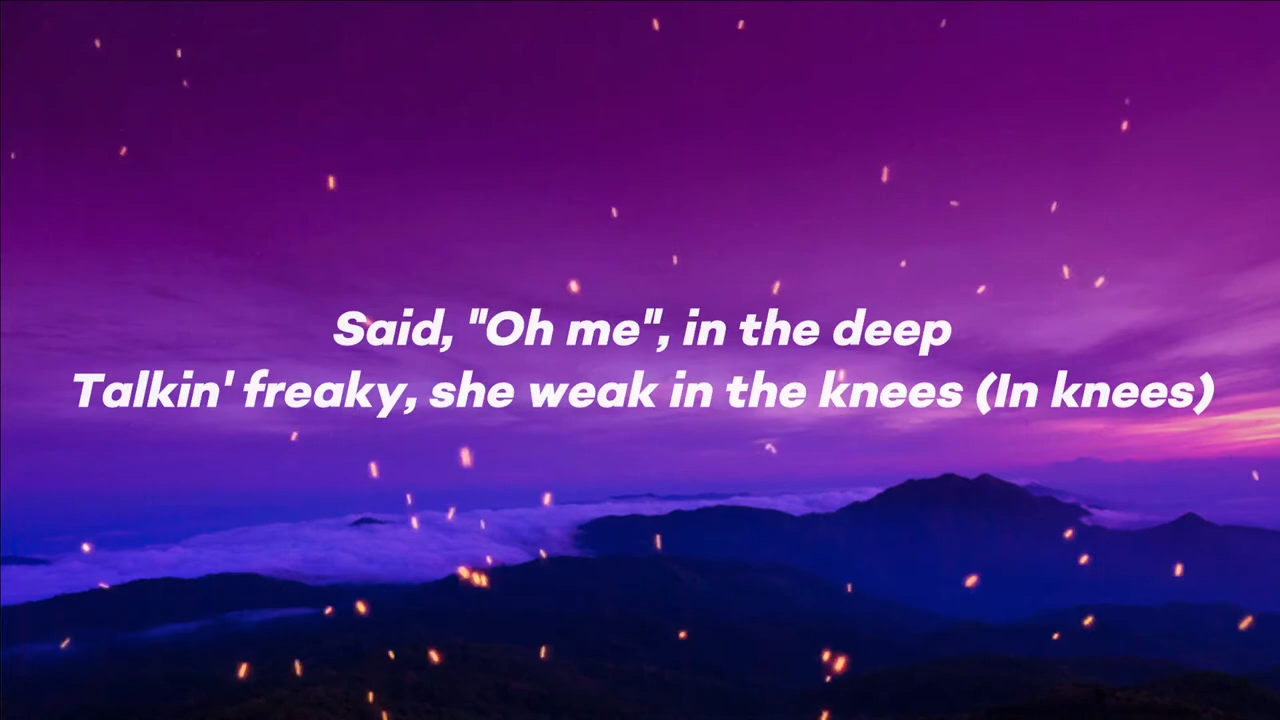 Said, "Oh me", in the deep
Talkin' freaky, she weak in the knees (In knees)